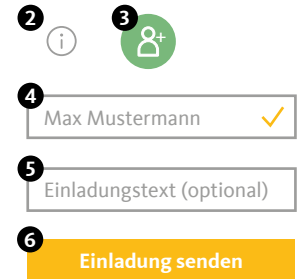 2 3
i
4
Max Mustermann
5
Einladungstext (optional)
6
Einladung senden